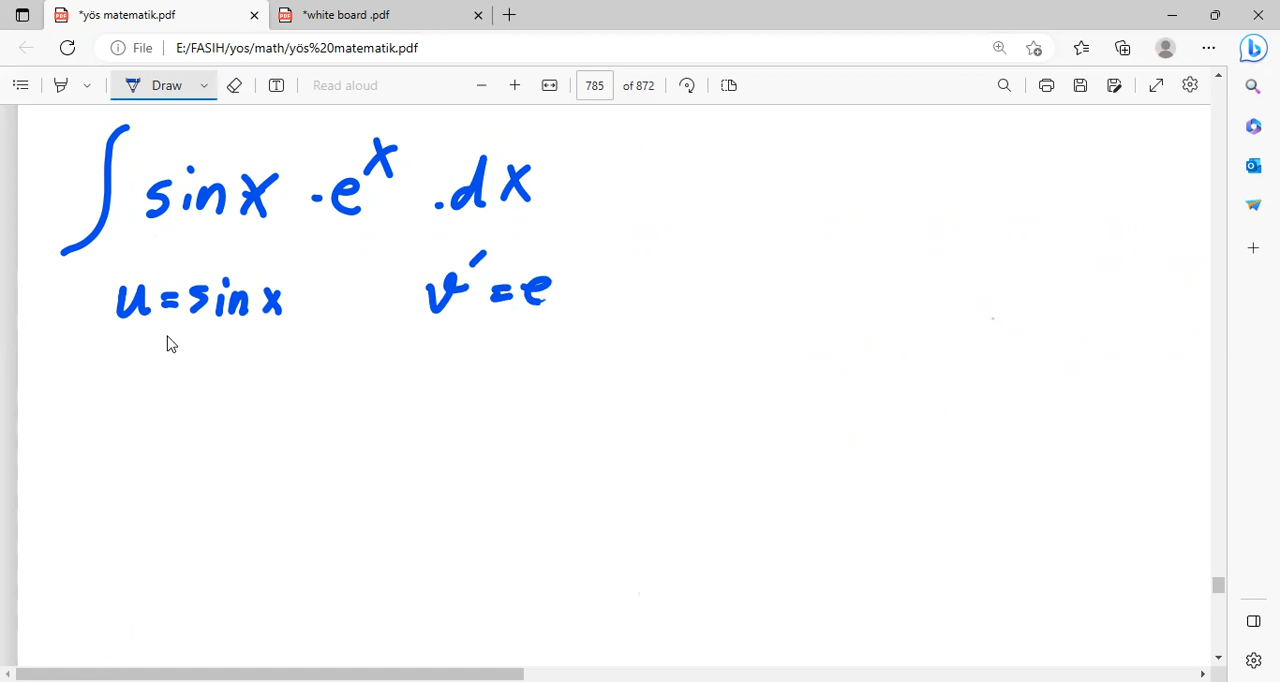 *yös matematik.pdf
*white board .pdf
File E:/FASIH/yos/math/yös%20matematik.pdf
Draw Read aloud 785 of 872
∫ sinx · e^x . dx
u = sin x v' = e